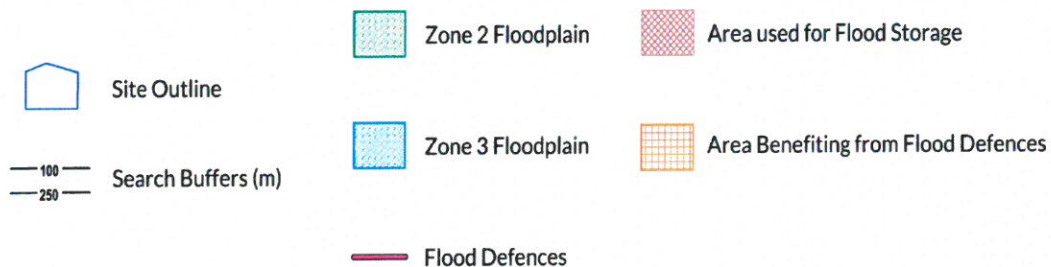 Site Outline
100
250
Search Buffers (m)
Zone 2 Floodplain
Zone 3 Floodplain
Flood Defences
Area used for Flood Storage
Area Benefiting from Flood Defences